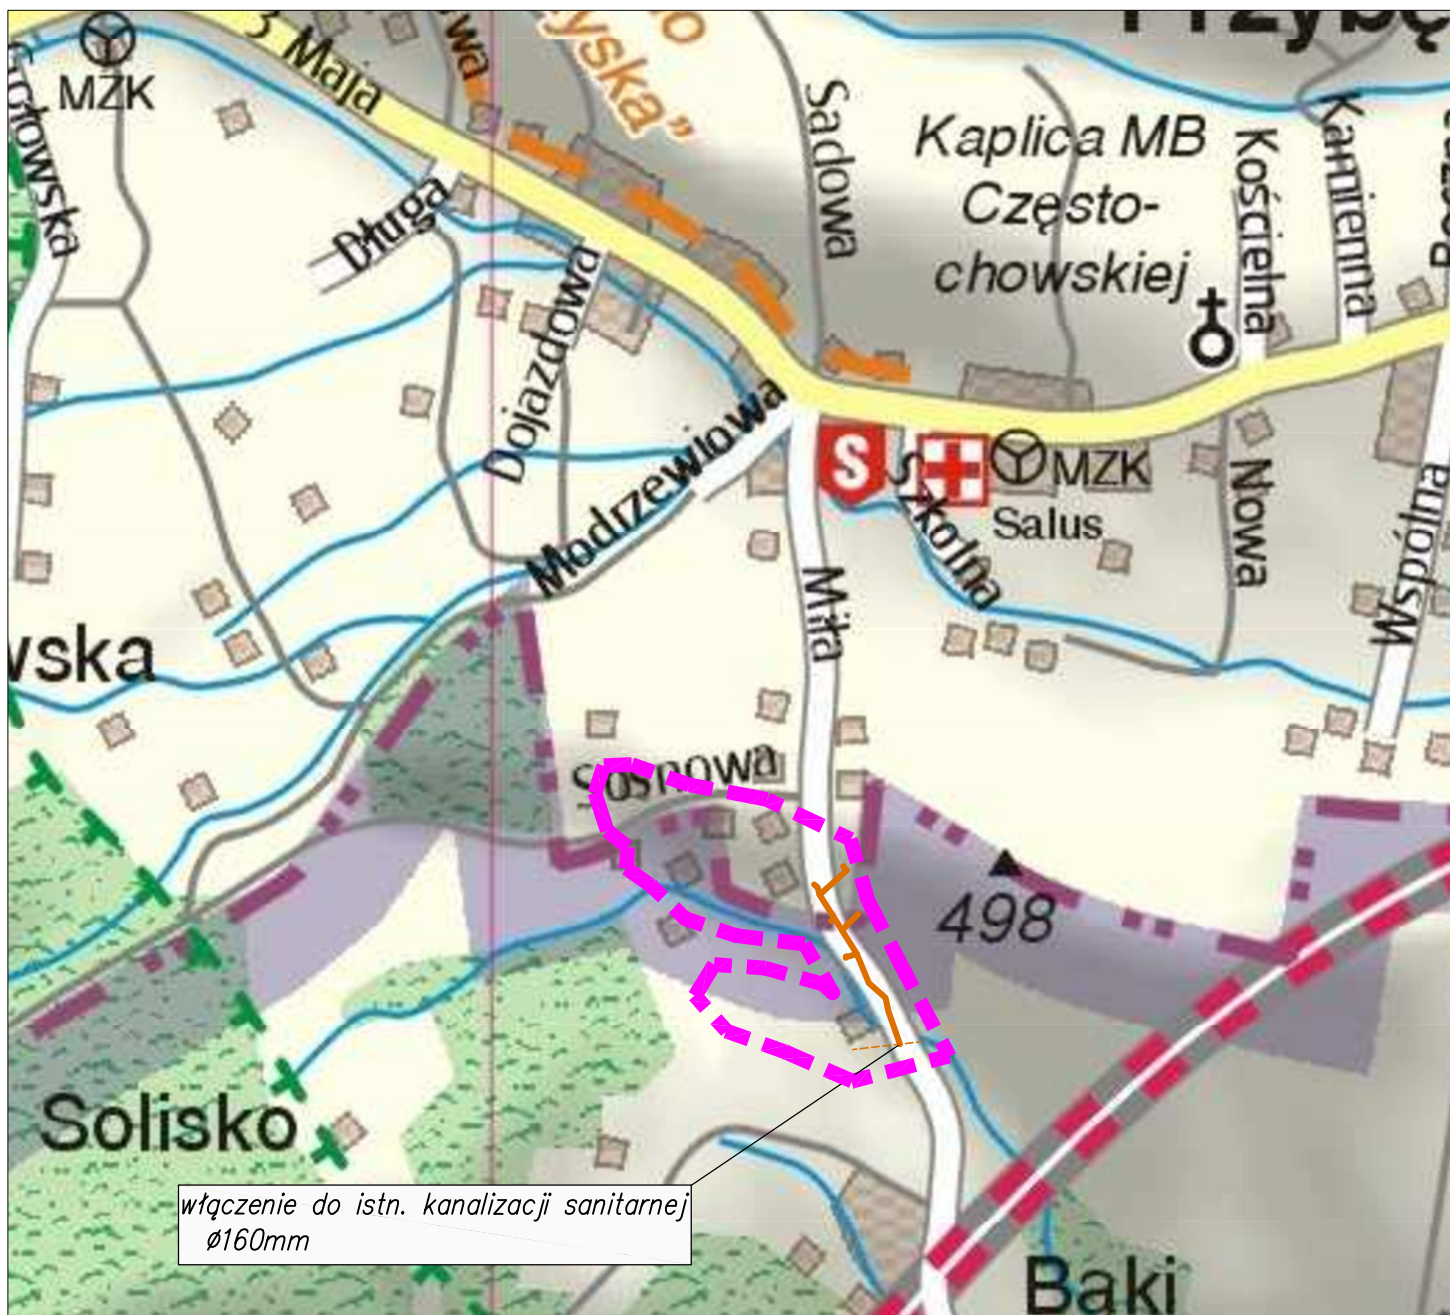 MZK
3 Maja
yska"
Sadowa
Kaplica MB
Często-
chowskiej
Kościelna
Kamienna
Długa
Dojazdowa
Modrzewiowa
S
MZK
Salus
Szkolna
Nowa
Wspólna
Miła
Sosnowa
498
Solisko
włączenie do istn. kanalizacji sanitarnej
ø160mm
Baki